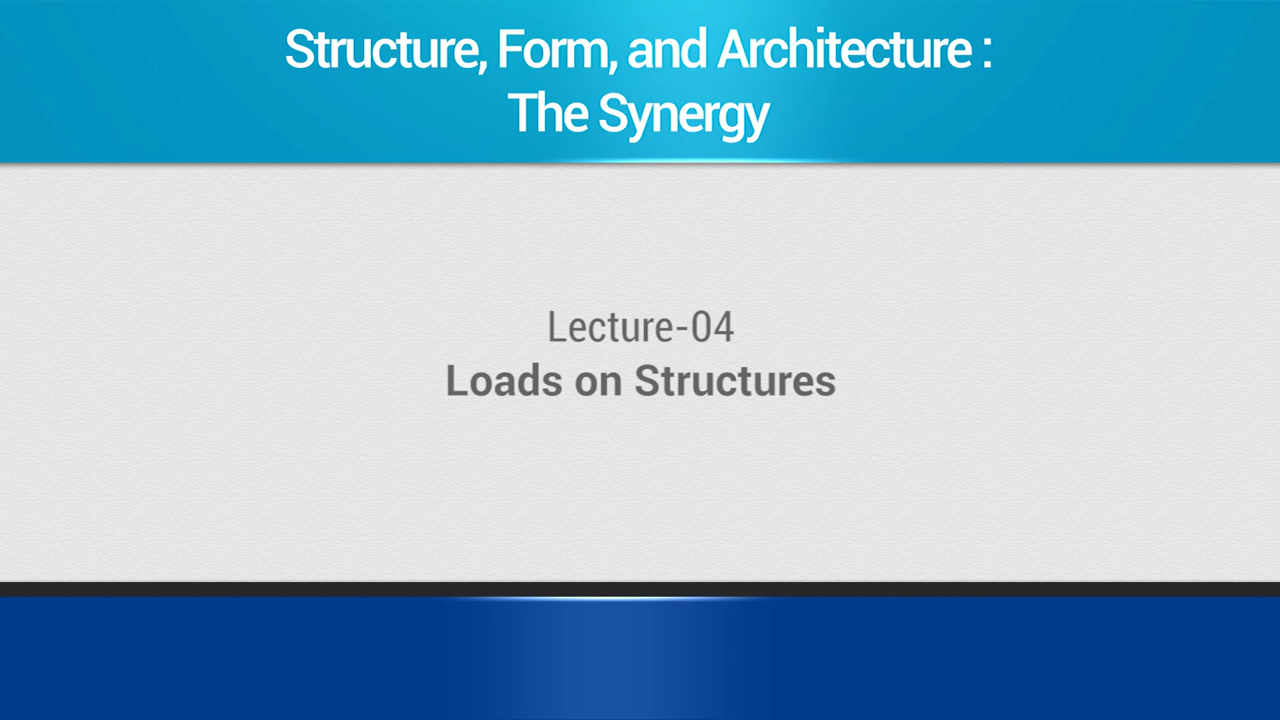 Structure, Form, and Architecture :
The Synergy
Lecture-04
Loads on Structures